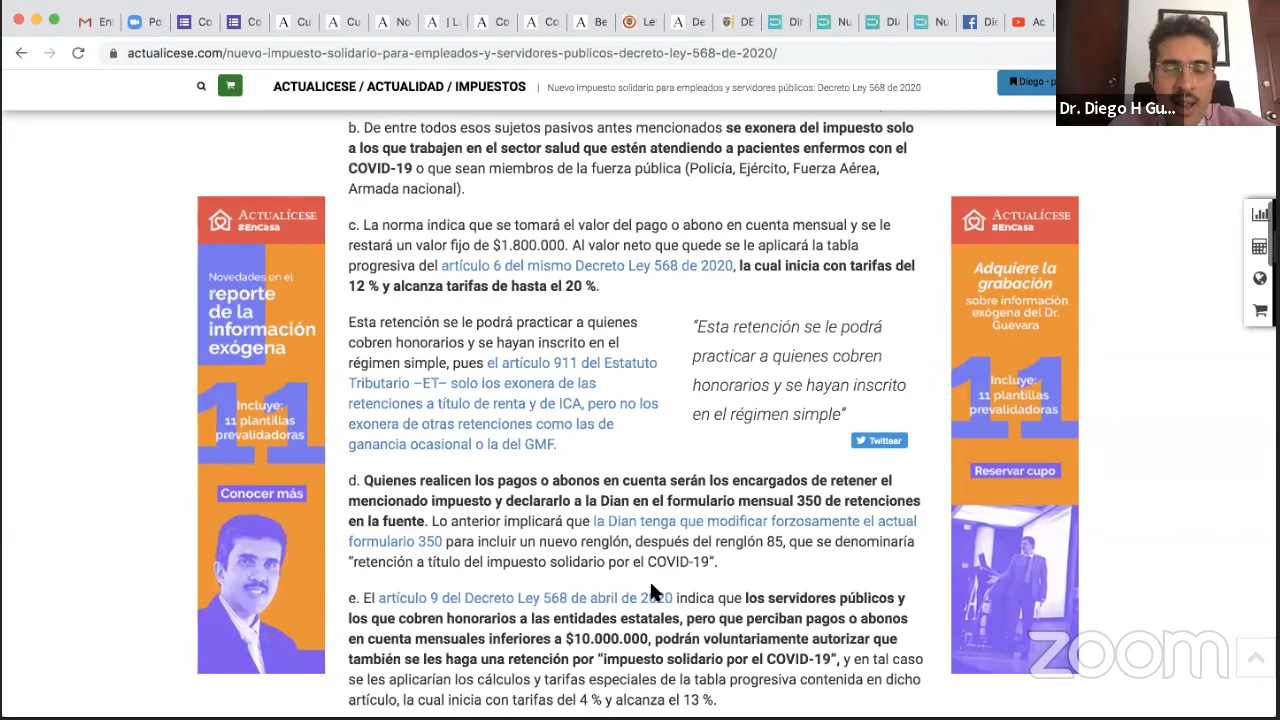 Eni
Po
Co
Co
Cu
Cu
No
| L
Co
Co
Be
Le
De
DE
Dir
Nu
Nu
Die
Ac
actualicese.com/nuevo-impuesto-solidario-para-empleados-y-servidores-publicos-decreto-ley-568-de-2020/
ACTUALICESE / ACTUALIDAD / IMPUESTOS | Nuevo impuesto solidario para empleados y servidores públicos: Decreto Ley 568 de 2020
Diego - p
Dr. Diego H Gu...
b. De entre todos esos sujetos pasivos antes mencionados se exonera del impuesto solo
a los que trabajen en el sector salud que estén atendiendo a pacientes enfermos con el
COVID-19 o que sean miembros de la fuerza pública (Policía, Ejército, Fuerza Aérea,
Armada nacional).
c. La norma indica que se tomará el valor del pago o abono en cuenta mensual y se le
restará un valor fijo de $1.800.000. Al valor neto que quede se le aplicará la tabla
progresiva del artículo 6 del mismo Decreto Ley 568 de 2020, la cual inicia con tarifas del
12 % y alcanza tarifas de hasta el 20 %.
Esta retención se le podrá practicar a quienes
cobren honorarios y se hayan inscrito en el
régimen simple, pues el artículo 911 del Estatuto
Tributario –ET– solo los exonera de las
retenciones a título de renta y de ICA, pero no los
exonera de otras retenciones como las de
ganancia ocasional o la del GMF.
"Esta retención se le podrá
practicar a quienes cobren
honorarios y se hayan inscrito
en el régimen simple"
Twittear
d. Quienes realicen los pagos o abonos en cuenta serán los encargados de retener el
mencionado impuesto y declararlo a la Dian en el formulario mensual 350 de retenciones
en la fuente. Lo anterior implicará que la Dian tenga que modificar forzosamente el actual
formulario 350 para incluir un nuevo renglón, después del renglón 85, que se denominaría
"retención a título del impuesto solidario por el COVID-19".
e. El artículo 9 del Decreto Ley 568 de abril de 2020 indica que los servidores públicos y
los que cobren honorarios a las entidades estatales, pero que perciban pagos o abonos
en cuenta mensuales inferiores a $10.000.000, podrán voluntariamente autorizar que
también se les haga una retención por "impuesto solidario por el COVID-19", y en tal caso
se les aplicarían los cálculos y tarifas especiales de la tabla progresiva contenida en dicho
artículo, la cual inicia con tarifas del 4 % y alcanza el 13 %.
ACTUALÍCESE
#EnCasa
Novedades en el
reporte
de la
información
exógena
11
Incluye:
11 plantillas
prevalidadoras
Conocer más
ACTUALÍCESE
#EnCasa
Adquiere la
grabación
sobre información
exógena del Dr.
Guevara
11
Incluye:
11 plantillas
prevalidadoras
Reservar cupo
zoom